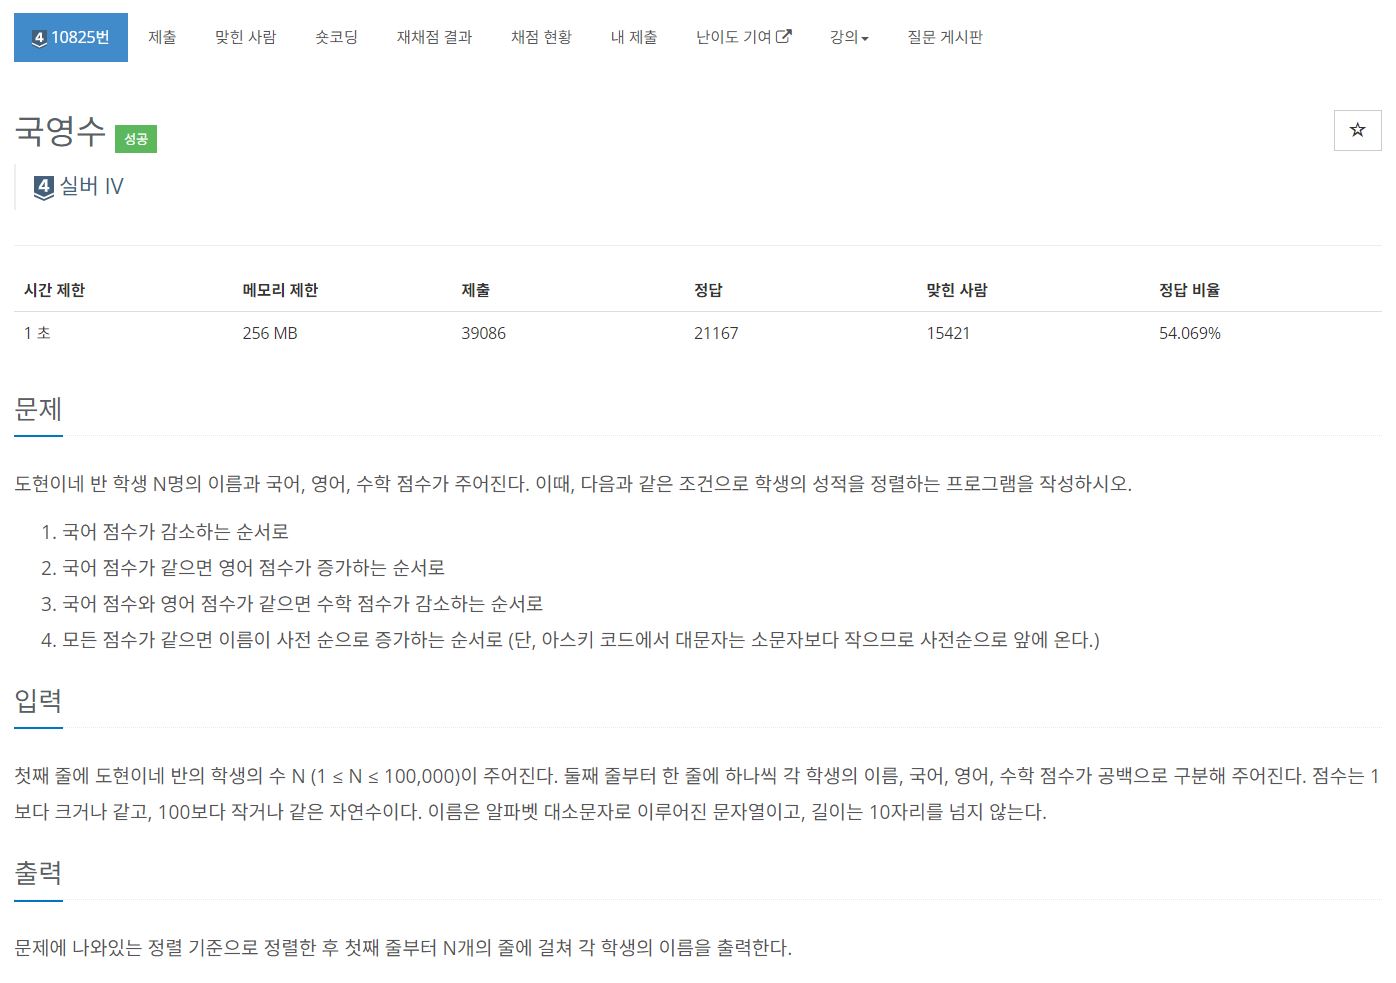 4 10825번 제출 맞힌 사람 숏코딩 재채점 결과 채점 현황 내 제출 난이도 기여 강의 질문 게시판
국영수 성공
4 실버 IV
시간 제한 메모리 제한 제출 정답 맞힌 사람 정답 비율
1 초 256 MB 39086 21167 15421 54.069%
문제
도현이네 반 학생 N명의 이름과 국어, 영어, 수학 점수가 주어진다. 이때, 다음과 같은 조건으로 학생의 성적을 정렬하는 프로그램을 작성하시오.
1. 국어 점수가 감소하는 순서로
2. 국어 점수가 같으면 영어 점수가 증가하는 순서로
3. 국어 점수와 영어 점수가 같으면 수학 점수가 감소하는 순서로
4. 모든 점수가 같으면 이름이 사전 순으로 증가하는 순서로 (단, 아스키 코드에서 대문자는 소문자보다 작으므로 사전순으로 앞에 온다.)
입력
첫째 줄에 도현이네 반의 학생의 수 N (1 ≤ N ≤ 100,000)이 주어진다. 둘째 줄부터 한 줄에 하나씩 각 학생의 이름, 국어, 영어, 수학 점수가 공백으로 구분해 주어진다. 점수는 1
보다 크거나 같고, 100보다 작거나 같은 자연수이다. 이름은 알파벳 대소문자로 이루어진 문자열이고, 길이는 10자리를 넘지 않는다.
출력
문제에 나와있는 정렬 기준으로 정렬한 후 첫째 줄부터 N개의 줄에 걸쳐 각 학생의 이름을 출력한다.